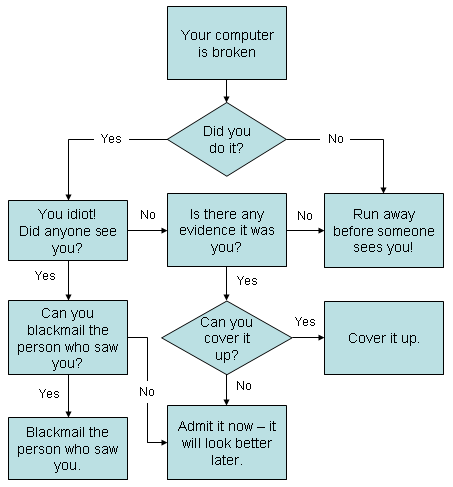 Your computer
is broken
Did you
do it?
Yes
No
You idiot!
Did anyone see
you?
No
Is there any
evidence it was
you?
No
Run away
before someone
sees you!
Yes
Yes
Can you
blackmail the
person who saw
you?
Can you
cover it
up?
Yes
Cover it up.
Yes
No
No
Blackmail the
person who saw
you.
Admit it now – it
will look better
later.